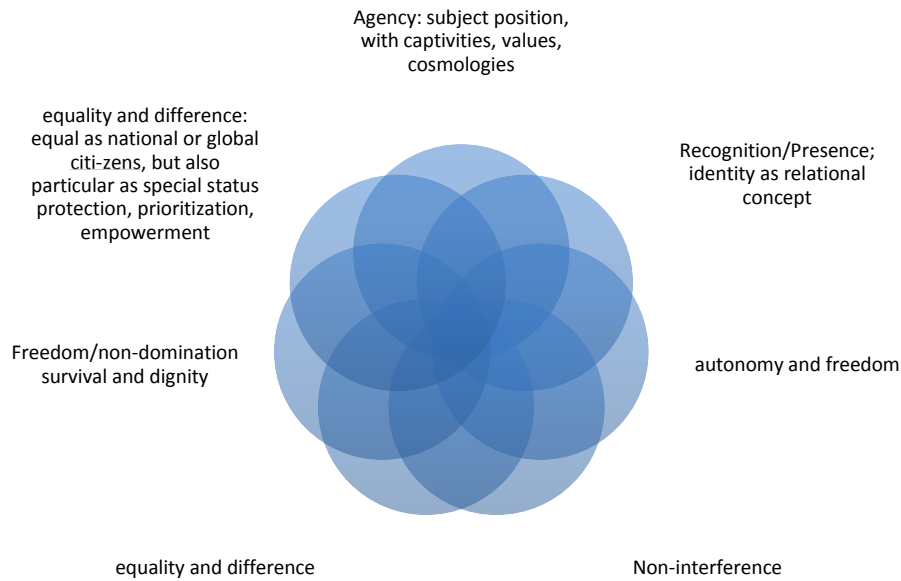 Agency: subject position,
with captivities, values,
cosmologies
equality and difference:
equal as national or global
citi-zens, but also
particular as special status
protection, prioritization,
empowerment
Recognition/Presence;
identity as relational
concept
Freedom/non-domination
survival and dignity
autonomy and freedom
equality and difference
Non-interference